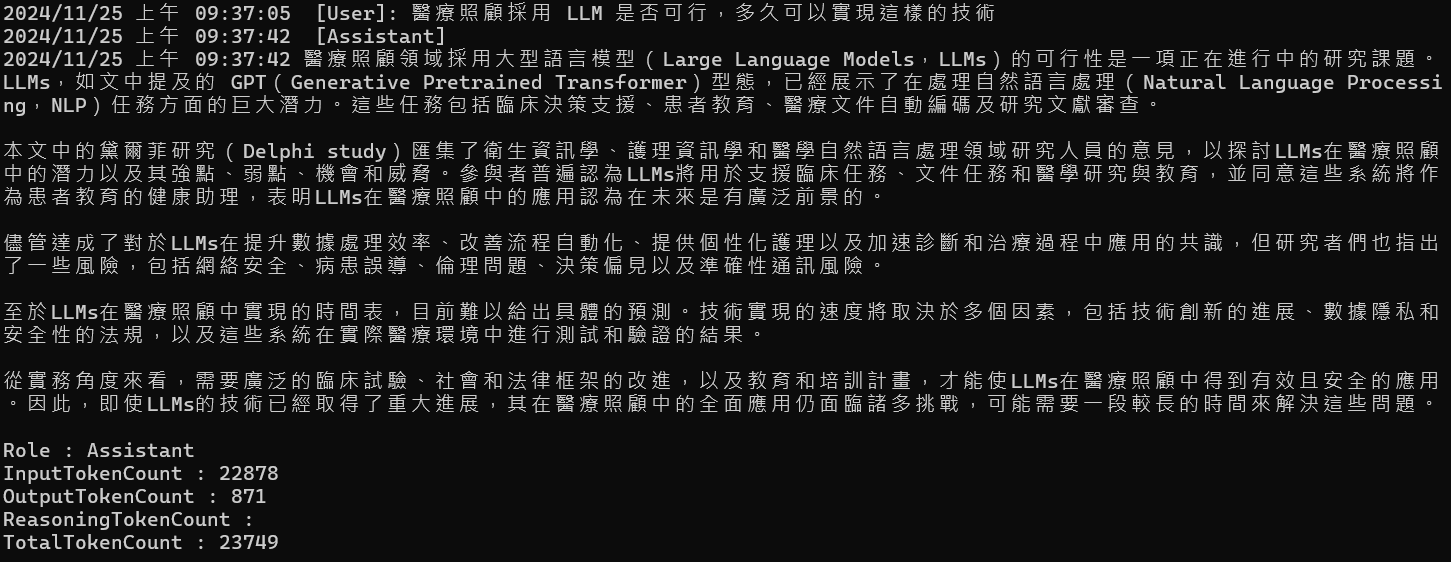 2024/11/25 上午 09:37:05  [User]: 醫療照顧採用 LLM 是否可行，多久可以實現這樣的技術
2024/11/25 上午 09:37:42  [Assistant]
2024/11/25 上午 09:37:42 醫療照顧領域採用大型語言模型（Large Language Models，LLMs）的可行性是一項正在進行中的研究課題。
LLMs，如文中提及的 GPT（Generative Pretrained Transformer）型態，已經展示了在處理自然語言處理（Natural Language Processi
ng，NLP）任務方面的巨大潛力。這些任務包括臨床決策支援、患者教育、醫療文件自動編碼及研究文獻審查。
本文中的黛爾菲研究（Delphi study）匯集了衛生資訊學、護理資訊學和醫學自然語言處理領域研究人員的意見，以探討LLMs在醫療照顧
中的潛力以及其強點、弱點、機會和威脅。參與者普遍認為LLMs將用於支援臨床任務、文件任務和醫學研究與教育，並同意這些系統將作
為患者教育的健康助理，表明LLMs在醫療照顧中的應用認為在未來是有廣泛前景的。
儘管達成了對於LLMs在提升數據處理效率、改善流程自動化、提供個性化護理以及加速診斷和治療過程中應用的共識，但研究者們也指出
了一些風險，包括網絡安全、病患誤導、倫理問題、決策偏見以及準確性通訊風險。
至於LLMs在醫療照顧中實現的時間表，目前難以給出具體的預測。技術實現的速度將取決於多個因素，包括技術創新的進展、數據隱私和
安全性的法規，以及這些系統在實際醫療環境中進行測試和驗證的結果。
從實務角度來看，需要廣泛的臨床試驗、社會和法律框架的改進，以及教育和培訓計畫，才能使LLMs在醫療照顧中得到有效且安全的應用
。因此，即使LLMs的技術已經取得了重大進展，其在醫療照顧中的全面應用仍面臨諸多挑戰，可能需要一段較長的時間來解決這些問題。
Role : Assistant
InputTokenCount : 22878
OutputTokenCount : 871
ReasoningTokenCount :
TotalTokenCount : 23749